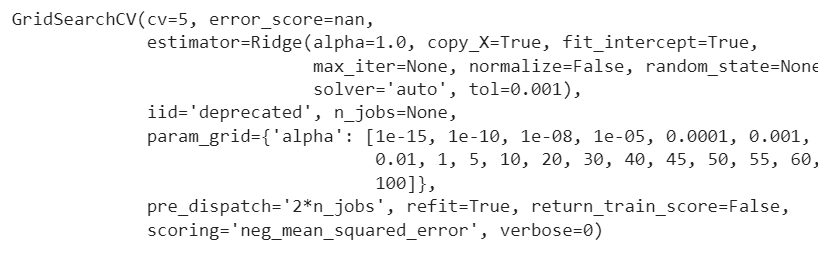 GridSearchCV(cv=5, error_score=nan,
estimator=Ridge(alpha=1.0, copy_X=True, fit_intercept=True,
max_iter=None, normalize=False, random_state=None
solver='auto', tol=0.001),
iid='deprecated', n_jobs=None,
param_grid={'alpha': [1e-15, 1e-10, 1e-08, 1e-05, 0.0001, 0.001,
0.01, 1, 5, 10, 20, 30, 40, 45, 50, 55, 60,
100]},
pre_dispatch='2*n_jobs', refit=True, return_train_score=False,
scoring='neg_mean_squared_error', verbose=0)